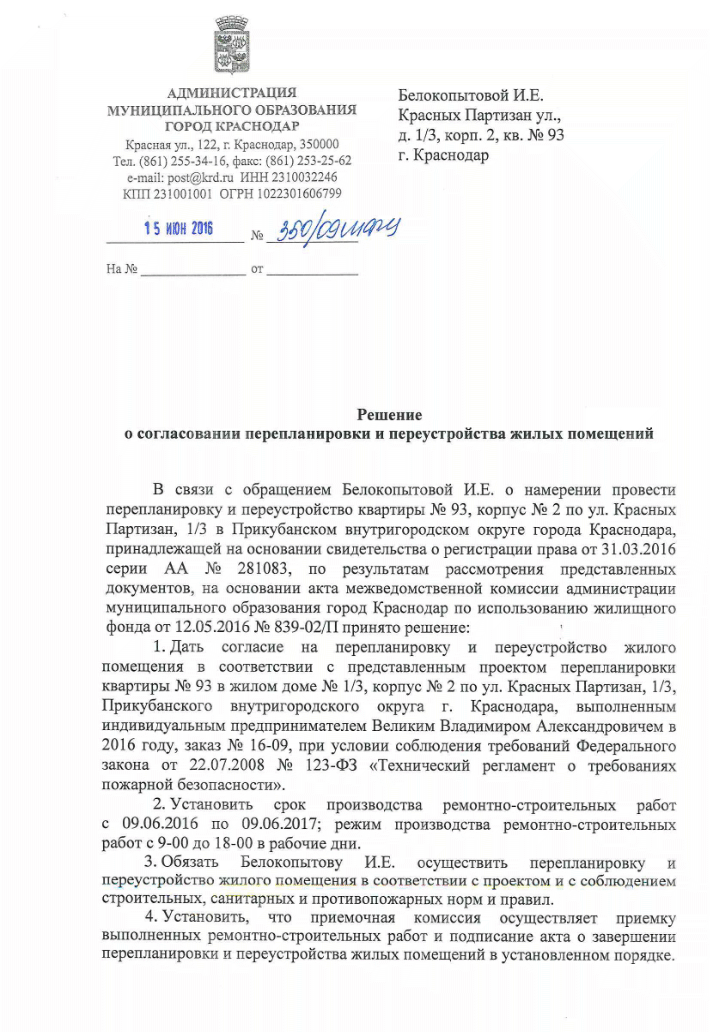 АДМИНИСТРАЦИЯ
МУНИЦИПАЛЬНОГО ОБРАЗОВАНИЯ
ГОРОД КРАСНОДАР
Красная ул., 122, г. Краснодар, 350000
Тел. (861) 255-34-16, факс: (861) 253-25-62
e-mail: post@krd.ru ИНН 2310032246
КПП 231001001 ОГРН 1022301606799
15 ИЮН 2016 № 350/09
На № от
Белокопытовой И.Е.
Красных Партизан ул.,
д. 1/3, корп. 2, кв. № 93
г. Краснодар
Решение
о согласовании перепланировки и переустройства жилых помещений
В связи с обращением Белокопытовой И.Е. о намерении провести
перепланировку и переустройство квартиры № 93, корпус № 2 по ул. Красных
Партизан, 1/3 в Прикубанском внутригородском округе города Краснодара,
принадлежащей на основании свидетельства о регистрации права от 31.03.2016
серии АА № 281083, по результатам рассмотрения представленных
документов, на основании акта межведомственной комиссии администрации
муниципального образования город Краснодар по использованию жилищного
фонда от 12.05.2016 № 839-02/П принято решение:
1. Дать согласие на перепланировку и переустройство жилого
помещения в соответствии с представленным проектом перепланировки
квартиры № 93 в жилом доме № 1/3, корпус № 2 по ул. Красных Партизан, 1/3,
Прикубанского внутригородского округа г. Краснодара, выполненным
индивидуальным предпринимателем Великим Владимиром Александровичем в
2016 году, заказ № 16-09, при условии соблюдения требований Федерального
закона от 22.07.2008 № 123-ФЗ «Технический регламент о требованиях
пожарной безопасности».
2. Установить срок производства ремонтно-строительных работ
с 09.06.2016 по 09.06.2017; режим производства ремонтно-строительных
работ с 9-00 до 18-00 в рабочие дни.
3. Обязать Белокопытову И.Е. осуществить перепланировку и
переустройство жилого помещения в соответствии с проектом и с соблюдением
строительных, санитарных и противопожарных норм и правил.
4. Установить, что приемочная комиссия осуществляет приемку
выполненных ремонтно-строительных работ и подписание акта о завершении
перепланировки и переустройства жилых помещений в установленном порядке.